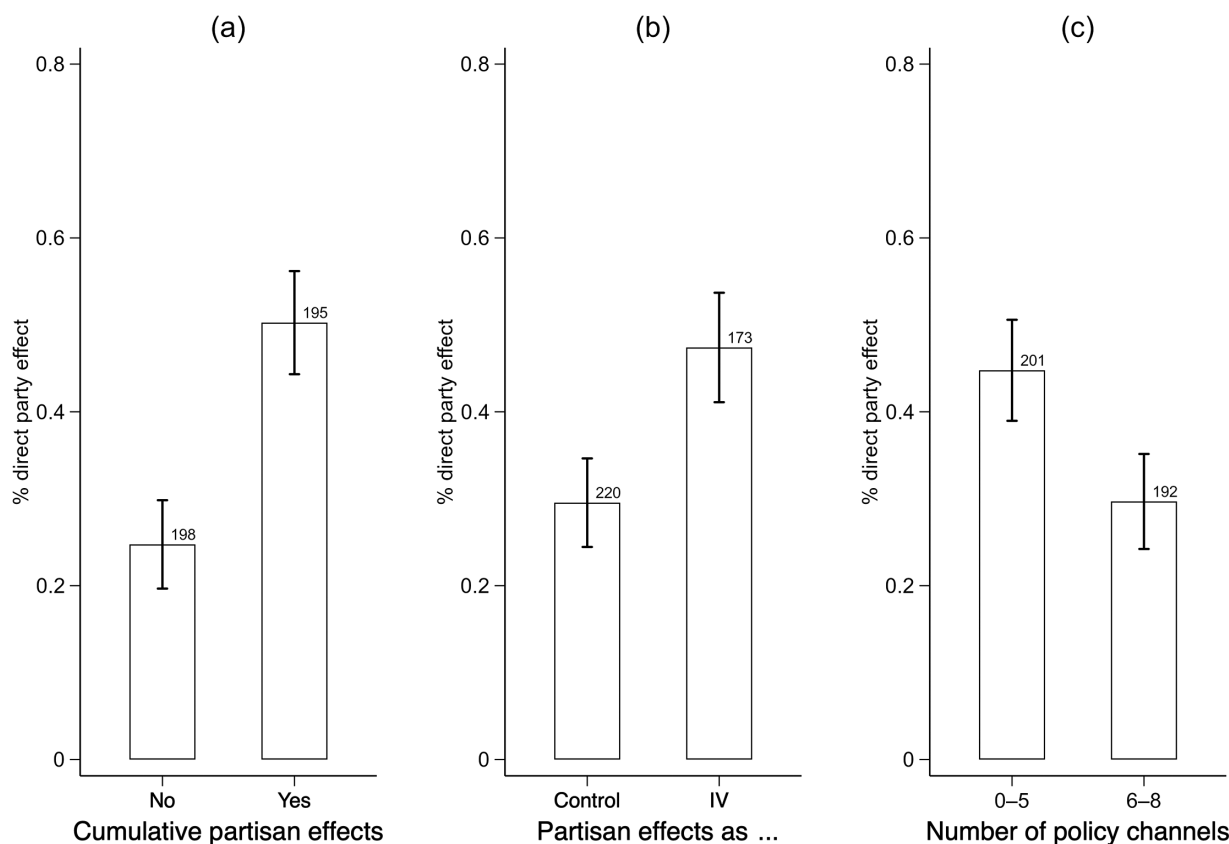 (a)
% direct party effect
0.8
0.6
0.4
0.2
0
198
195
No
Yes
Cumulative partisan effects
(b)
% direct party effect
0.8
0.6
0.4
0.2
0
220
173
Control
IV
Partisan effects as ...
(c)
% direct party effect
0.8
0.6
0.4
0.2
0
201
192
0–5
6–8
Number of policy channels